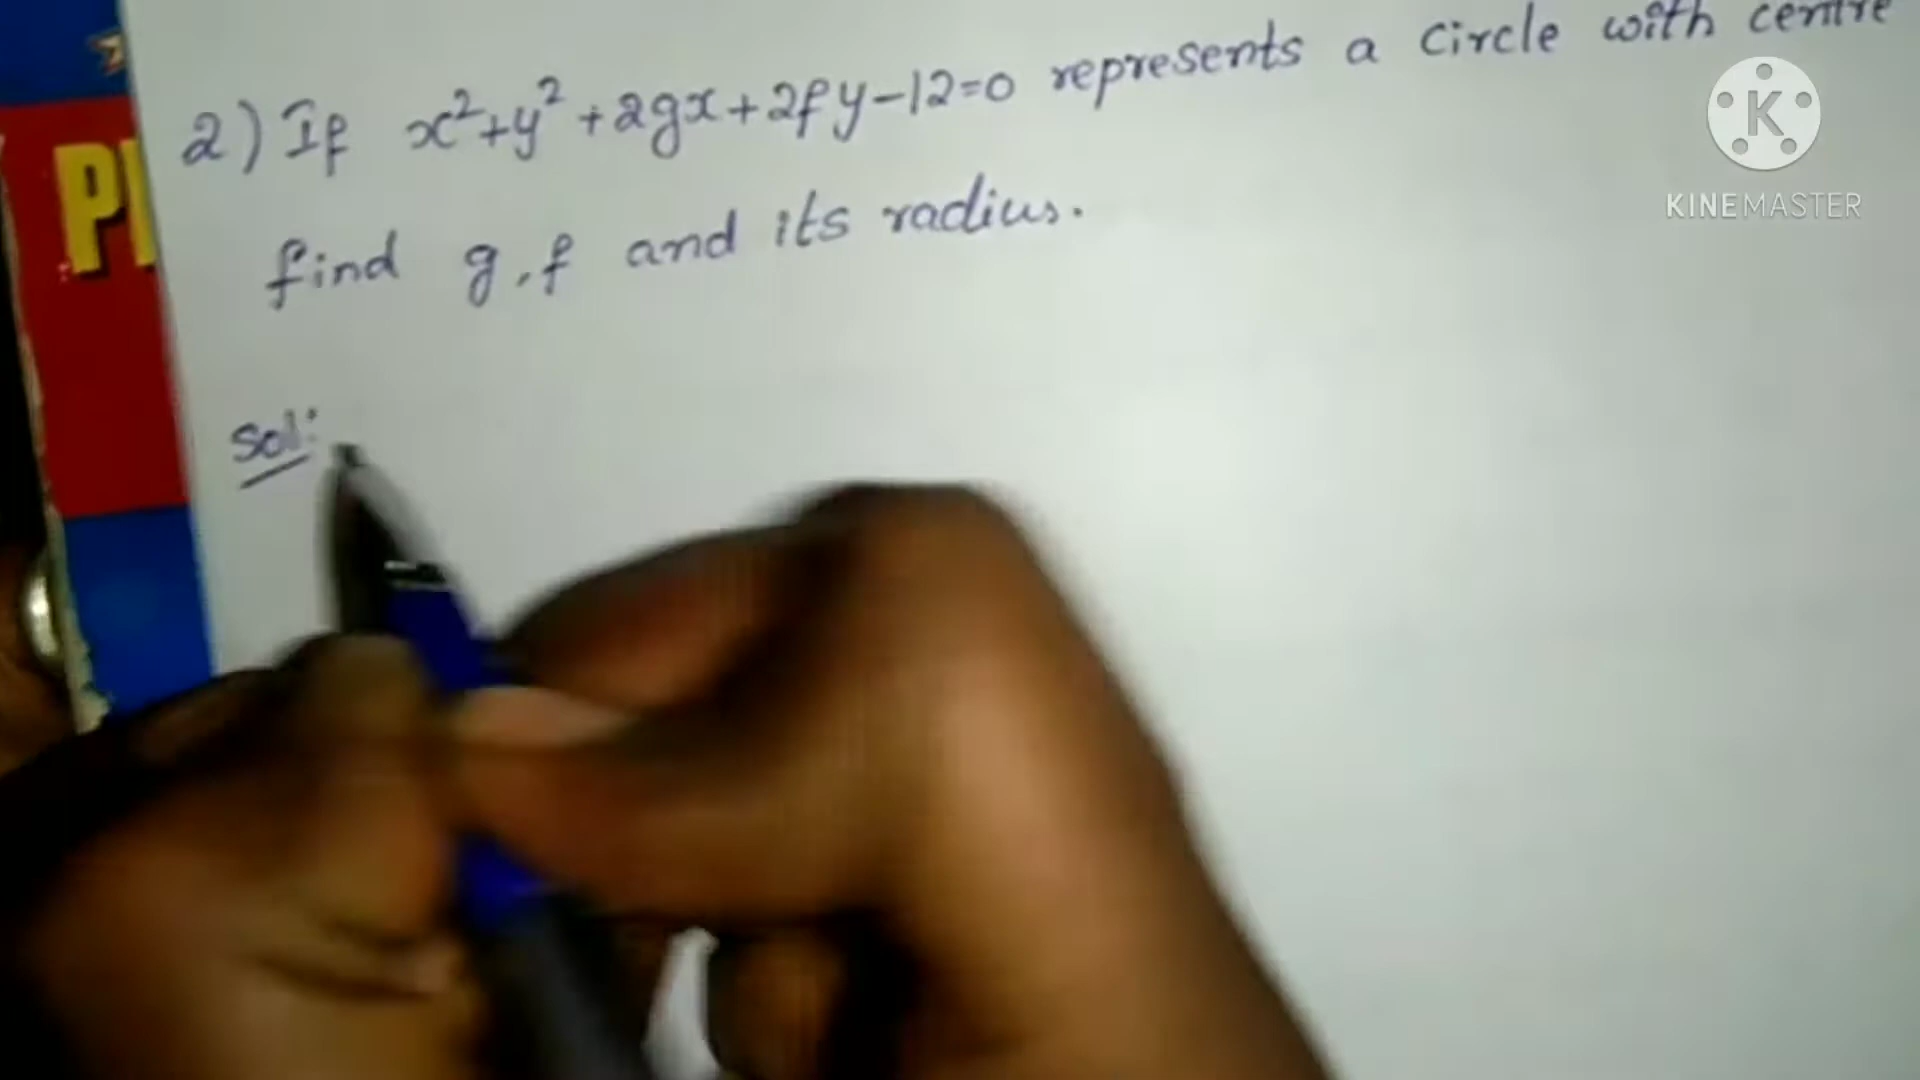 2) If x²+y²+2gx+2fy-12=0 represents a circle with centre
find g,f and its radius.
Sol:
K
KINEMASTER